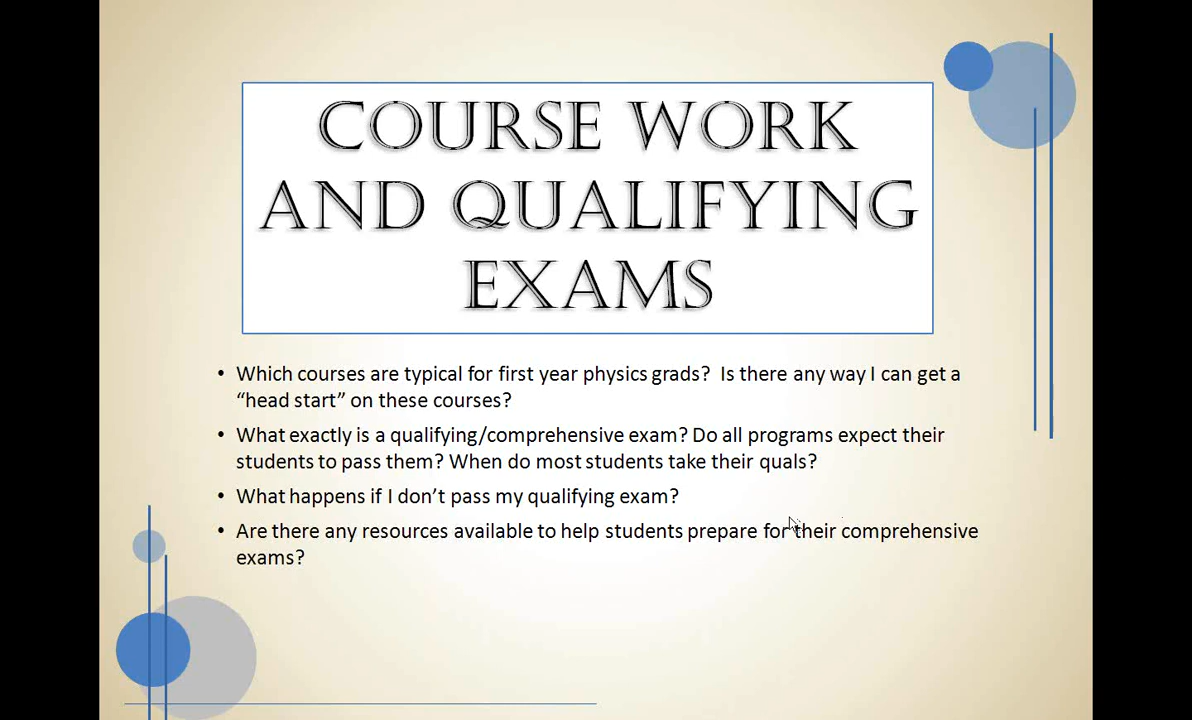 COURSE WORK
AND QUALIFYING
EXAMS
• Which courses are typical for first year physics grads?  Is there any way I can get a
“head start” on these courses?
• What exactly is a qualifying/comprehensive exam? Do all programs expect their
students to pass them? When do most students take their quals?
• What happens if I don’t pass my qualifying exam?
• Are there any resources available to help students prepare for their comprehensive
exams?